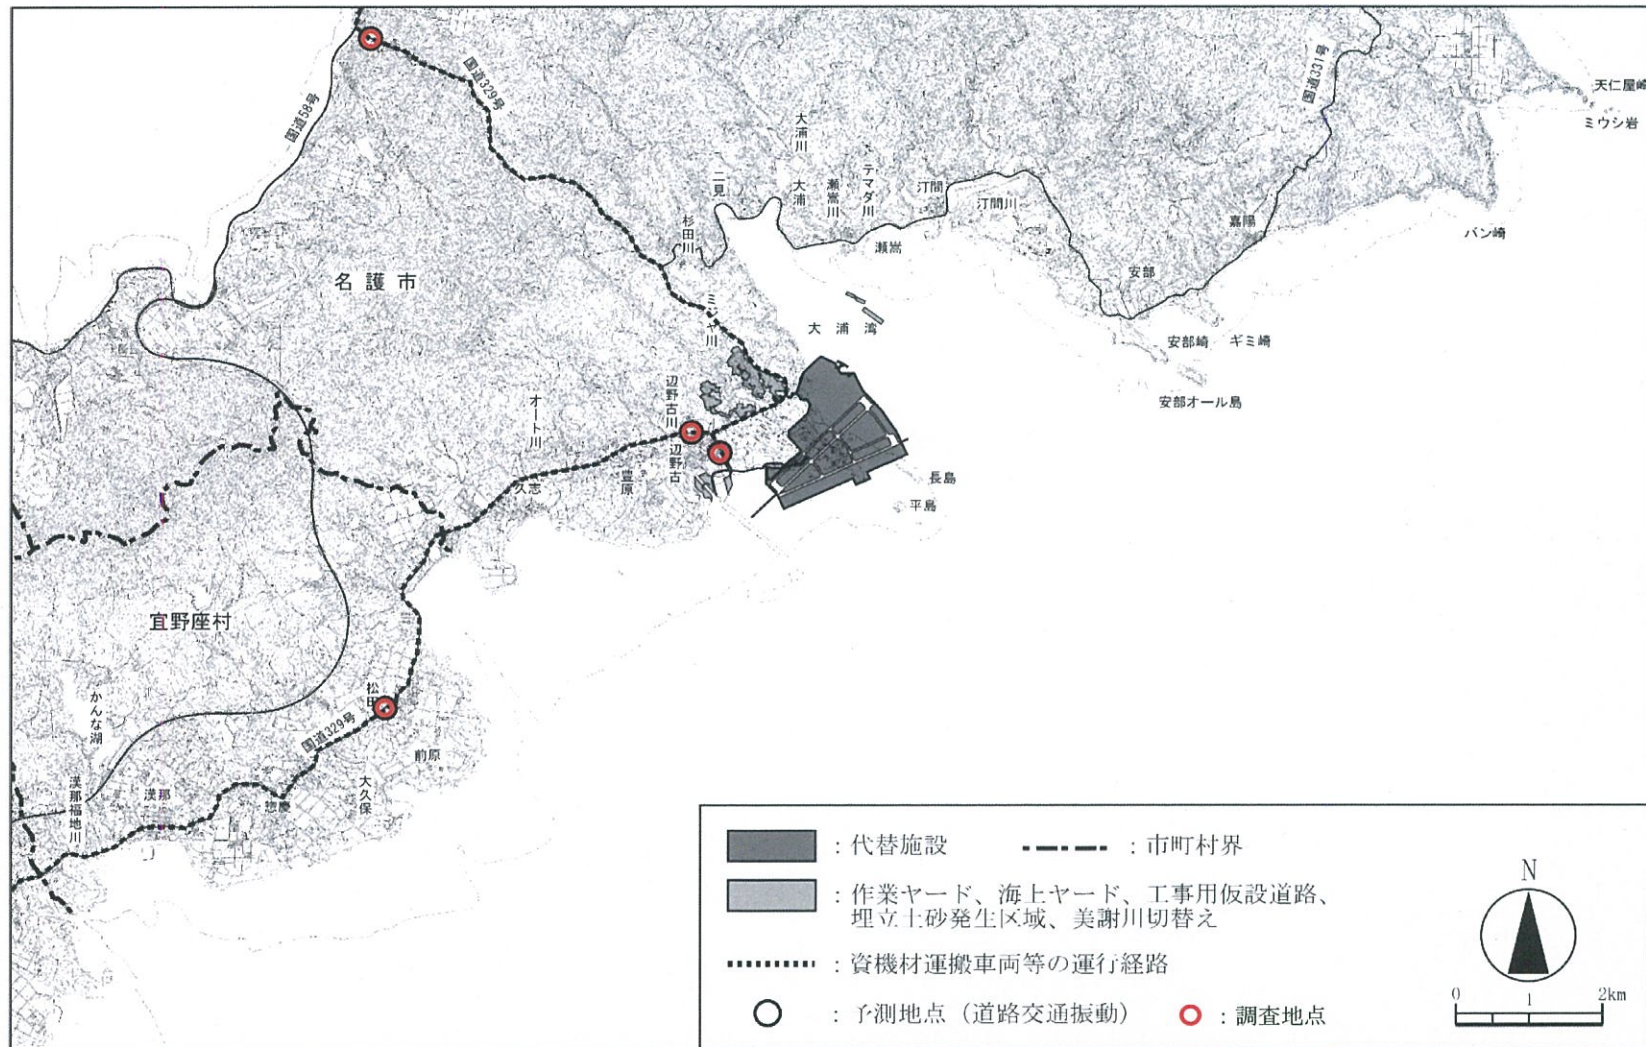 国道329号
国道58号
国道331号
天仁屋崎
ミウシ岩
大浦川
二見
大浦
瀬嵩川
テマダ川
汀間
汀間川
杉田川
瀬嵩
嘉陽
バン崎
安部
名護市
大浦湾
安部崎
ギミ崎
安部オール島
辺野古川
オート川
辺野古
豊原
久志
長島
平島
宜野座村
松田
かんな湖
国道329号
前原
大久保
漢那
惣慶
漢那福地川
：代替施設
：市町村界
：作業ヤード、海上ヤード、工事用仮設道路、
埋立土砂発生区域、美謝川切替え
：資機材運搬車両等の運行経路
：予測地点（道路交通振動）
：調査地点
N
0 1 2km